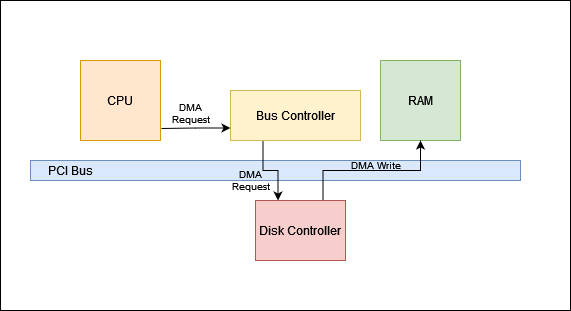 CPU
DMA
Request
Bus Controller
RAM
PCI Bus
DMA
Request
DMA Write
Disk Controller